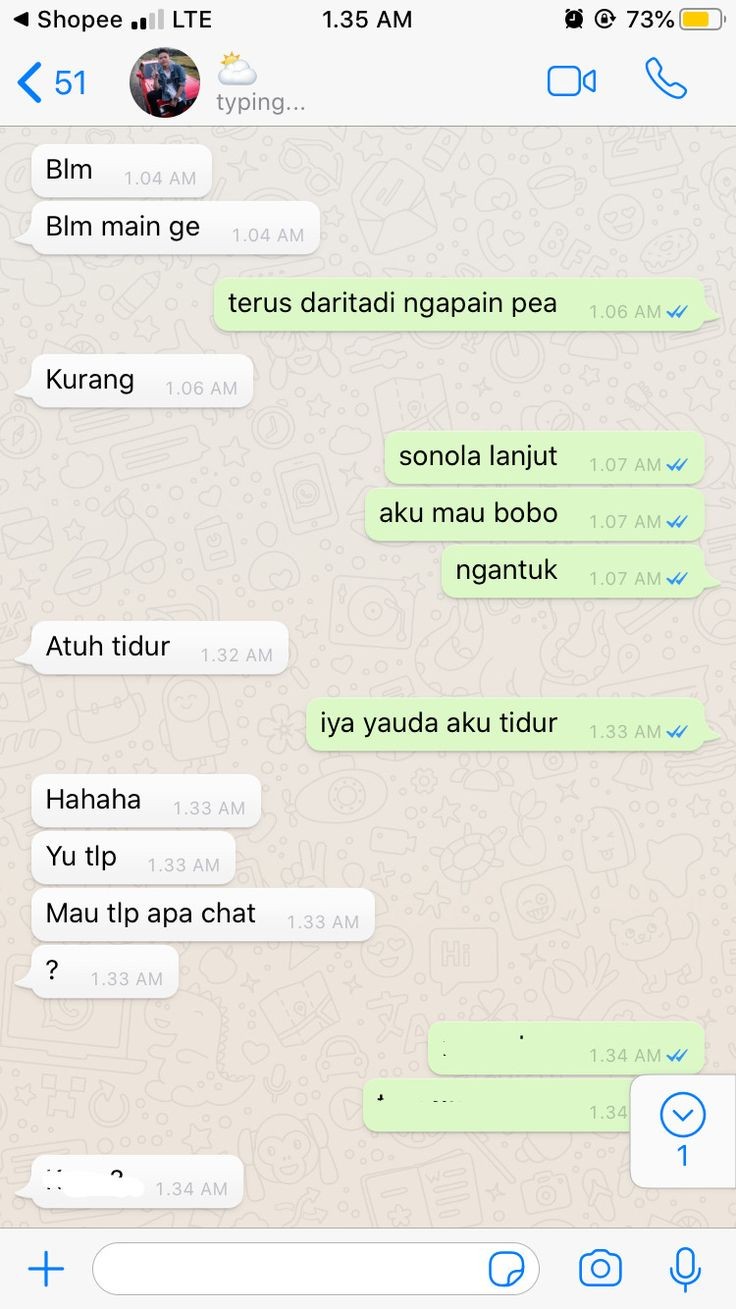 Shopee LTE 1.35 AM 73%
51
typing...
Blm 1.04 AM
Blm main ge 1.04 AM
terus daritadi ngapain pea 1.06 AM
Kurang 1.06 AM
sonola lanjut 1.07 AM
aku mau bobo 1.07 AM
ngantuk 1.07 AM
Atuh tidur 1.32 AM
iya yauda aku tidur 1.33 AM
Hahaha 1.33 AM
Yu tlp 1.33 AM
Mau tlp apa chat 1.33 AM
? 1.33 AM
1.34 AM
1.34
1
1.34 AM